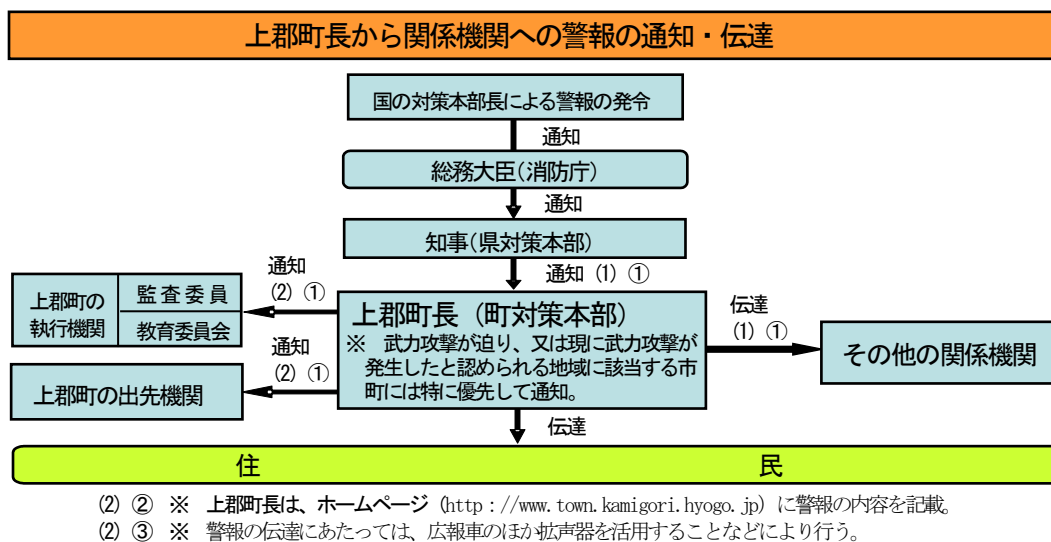 上郡町長から関係機関への警報の通知・伝達
国の対策本部長による警報の発令
通知
総務大臣(消防庁)
通知
知事(県対策本部)
通知 (1) ①
通知
(2) ①
上郡町の
執行機関
監査委員
教育委員会
上郡町長(町対策本部)
※ 武力攻撃が迫り、又は現に武力攻撃が
発生したと認められる地域に該当する市
町には特に優先して通知。
伝達
(1) ①
その他の関係機関
通知
(2) ①
上郡町の出先機関
伝達
住 民
(2) ② ※ 上郡町長は、ホームページ(http://www.town.kamigori.hyogo.jp)に警報の内容を記載。
(2) ③ ※ 警報の伝達にあたっては、広報車のほか拡声器を活用することなどにより行う。